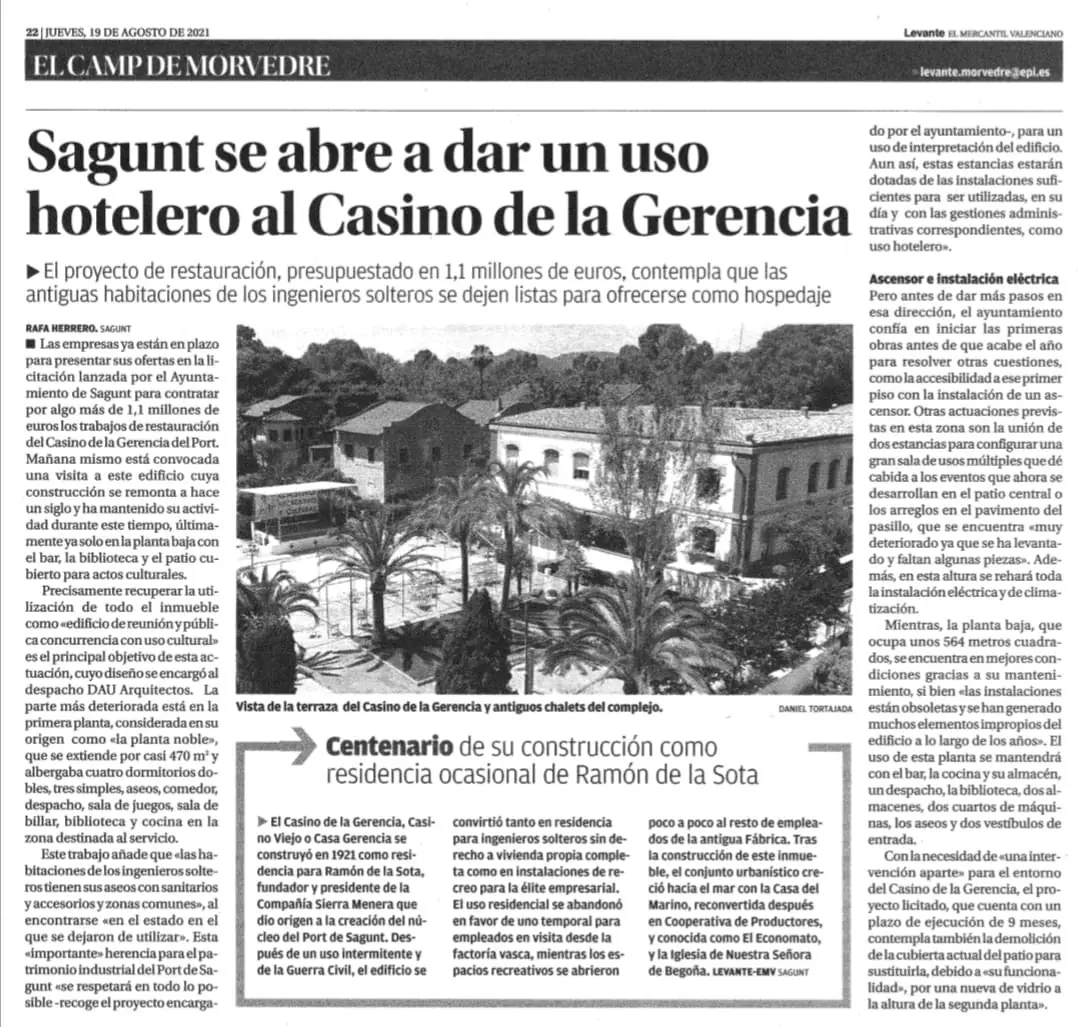 22 | JUEVES, 19 DE AGOSTO DE 2021
Levante EL MERCANTIL VALENCIANO
EL CAMP DE MORVEDRE
levante.morvedre@epi.es
Sagunt se abre a dar un uso
hotelero al Casino de la Gerencia
▶ El proyecto de restauración, presupuestado en 1,1 millones de euros, contempla que las
antiguas habitaciones de los ingenieros solteros se dejen listas para ofrecerse como hospedaje
RAFA HERRERO. SAGUNT
■ Las empresas ya están en plazo
para presentar sus ofertas en la li-
citación lanzada por el Ayunta-
miento de Sagunt para contratar
por algo más de 1,1 millones de
euros los trabajos de restauración
del Casino de la Gerencia del Port.
Mañana mismo está convocada
una visita a este edificio cuya
construcción se remonta a hace
un siglo y ha mantenido su activi-
dad durante este tiempo, última-
mente ya solo en la planta baja con
el bar, la biblioteca y el patio cu-
bierto para actos culturales.
Precisamente recuperar la uti-
lización de todo el inmueble
como «edificio de reunión y públi-
ca concurrencia con uso cultural»
es el principal objetivo de esta ac-
tuación, cuyo diseño se encargó al
despacho DAU Arquitectos. La
parte más deteriorada está en la
primera planta, considerada en su
origen como «la planta noble»,
que se extiende por casi 470 m² y
albergaba cuatro dormitorios do-
bles, tres simples, aseos, comedor,
despacho, sala de juegos, sala de
billar, biblioteca y cocina en la
zona destinada al servicio.
Este trabajo añade que «las ha-
bitaciones de los ingenieros solte-
ros tienen sus aseos con sanitarios
y accesorios y zonas comunes», al
encontrarse «en el estado en el
que se dejaron de utilizar». Esta
«importante» herencia para el pa-
trimonio industrial del Port de Sa-
gunt «se respetará en todo lo po-
sible -recoge el proyecto encarga-
Vista de la terraza del Casino de la Gerencia y antiguos chalets del complejo.
DANIEL TORTAJADA
Centenario de su construcción como
residencia ocasional de Ramón de la Sota
▶ El Casino de la Gerencia, Casi-
no Viejo o Casa Gerencia se
construyó en 1921 como resi-
dencia para Ramón de la Sota,
fundador y presidente de la
Compañía Sierra Menera que
dio origen a la creación del nú-
cleo del Port de Sagunt. Des-
pués de un uso intermitente y
de la Guerra Civil, el edificio se
convirtió tanto en residencia
para ingenieros solteros sin de-
recho a vivienda propia comple-
ta como en instalaciones de re-
creo para la élite empresarial.
El uso residencial se abandonó
en favor de uno temporal para
empleados en visita desde la
factoría vasca, mientras los es-
pacios recreativos se abrieron
poco a poco al resto de emplea-
dos de la antigua Fábrica. Tras
la construcción de este inmue-
ble, el conjunto urbanístico cre-
ció hacia el mar con la Casa del
Marino, reconvertida después
en Cooperativa de Productores,
y conocida como El Economato,
y la Iglesia de Nuestra Señora
de Begoña. LEVANTE-EMV SAGUNT
do por el ayuntamiento-, para un
uso de interpretación del edificio.
Aun así, estas estancias estarán
dotadas de las instalaciones sufi-
cientes para ser utilizadas, en su
día y con las gestiones adminis-
trativas correspondientes, como
uso hotelero».
Ascensor e instalación eléctrica
Pero antes de dar más pasos en
esa dirección, el ayuntamiento
confía en iniciar las primeras
obras antes de que acabe el año
para resolver otras cuestiones,
como la accesibilidad a ese primer
piso con la instalación de un as-
censor. Otras actuaciones previs-
tas en esta zona son la unión de
dos estancias para configurar una
gran sala de usos múltiples que dé
cabida a los eventos que ahora se
desarrollan en el patio central o
los arreglos en el pavimento del
pasillo, que se encuentra «muy
deteriorado ya que se ha levanta-
do y faltan algunas piezas». Ade-
más, en esta altura se rehará toda
la instalación eléctrica y de clima-
tización.
Mientras, la planta baja, que
ocupa unos 564 metros cuadra-
dos, se encuentra en mejores con-
diciones gracias a su manteni-
miento, si bien «las instalaciones
están obsoletas y se han generado
muchos elementos impropios del
edificio a lo largo de los años». El
uso de esta planta se mantendrá
con el bar, la cocina y su almacén,
un despacho, la biblioteca, dos al-
macenes, dos cuartos de máqui-
nas, los aseos y dos vestíbulos de
entrada.
Con la necesidad de «una inter-
vención aparte» para el entorno
del Casino de la Gerencia, el pro-
yecto licitado, que cuenta con un
plazo de ejecución de 9 meses,
contempla también la demolición
de la cubierta actual del patio para
sustituirla, debido a «su funciona-
lidad», por una nueva de vidrio a
la altura de la segunda planta».